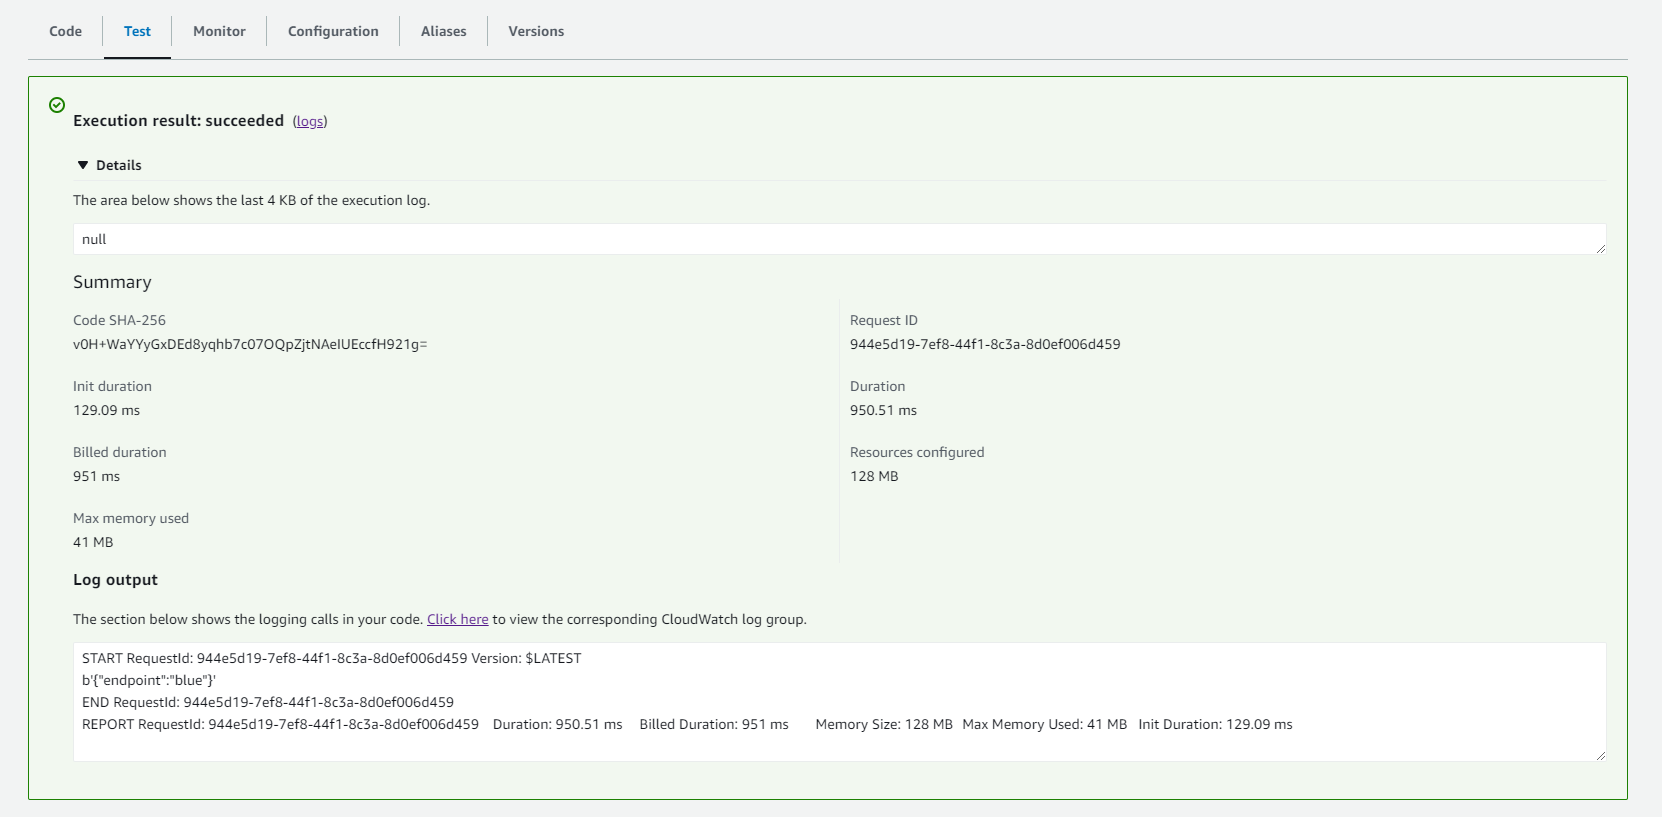 Code Test Monitor Configuration Aliases Versions
Execution result: succeeded (logs)
Details
The area below shows the last 4 KB of the execution log.
null
Summary
Code SHA-256
v0H+WaYYyGxDEd8yqhb7c07OQpZjtNAeIUEccfH921g=
Request ID
944e5d19-7ef8-44f1-8c3a-8d0ef006d459
Init duration
129.09 ms
Duration
950.51 ms
Billed duration
951 ms
Resources configured
128 MB
Max memory used
41 MB
Log output
The section below shows the logging calls in your code. Click here to view the corresponding CloudWatch log group.
START RequestId: 944e5d19-7ef8-44f1-8c3a-8d0ef006d459 Version: $LATEST
b'{"endpoint":"blue"}'
END RequestId: 944e5d19-7ef8-44f1-8c3a-8d0ef006d459
REPORT RequestId: 944e5d19-7ef8-44f1-8c3a-8d0ef006d459 Duration: 950.51 ms Billed Duration: 951 ms Memory Size: 128 MB Max Memory Used: 41 MB Init Duration: 129.09 ms